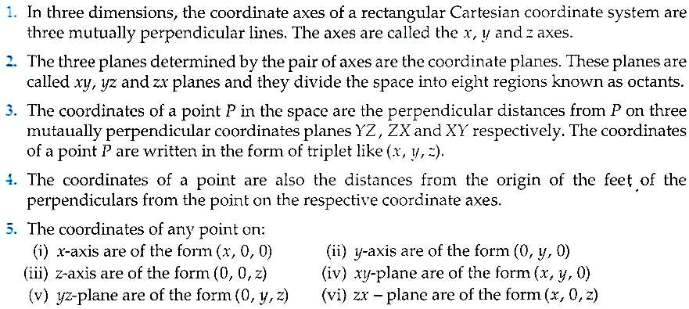 1. In three dimensions, the coordinate axes of a rectangular Cartesian coordinate system are
three mutually perpendicular lines. The axes are called the x, y and z axes.
2. The three planes determined by the pair of axes are the coordinate planes. These planes are
called xy, yz and zx planes and they divide the space into eight regions known as octants.
3. The coordinates of a point P in the space are the perpendicular distances from P on three
mutaually perpendicular coordinates planes YZ, ZX and XY respectively. The coordinates
of a point P are written in the form of triplet like (x, y, z).
4. The coordinates of a point are also the distances from the origin of the feet of the
perpendiculars from the point on the respective coordinate axes.
5. The coordinates of any point on:
(i) x-axis are of the form (x, 0, 0) (ii) y-axis are of the form (0, y, 0)
(iii) z-axis are of the form (0, 0, z) (iv) xy-plane are of the form (x, y, 0)
(v) yz-plane are of the form (0, y, z) (vi) zx – plane are of the form (x, 0, z)